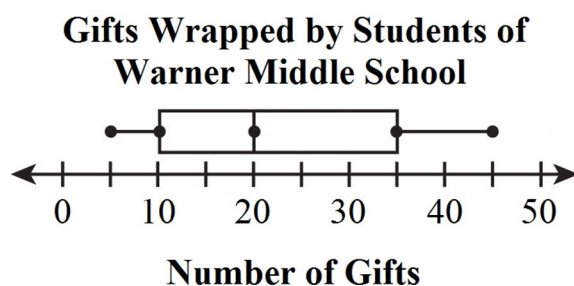 Gifts Wrapped by Students of
Warner Middle School
0 10 20 30 40 50
Number of Gifts